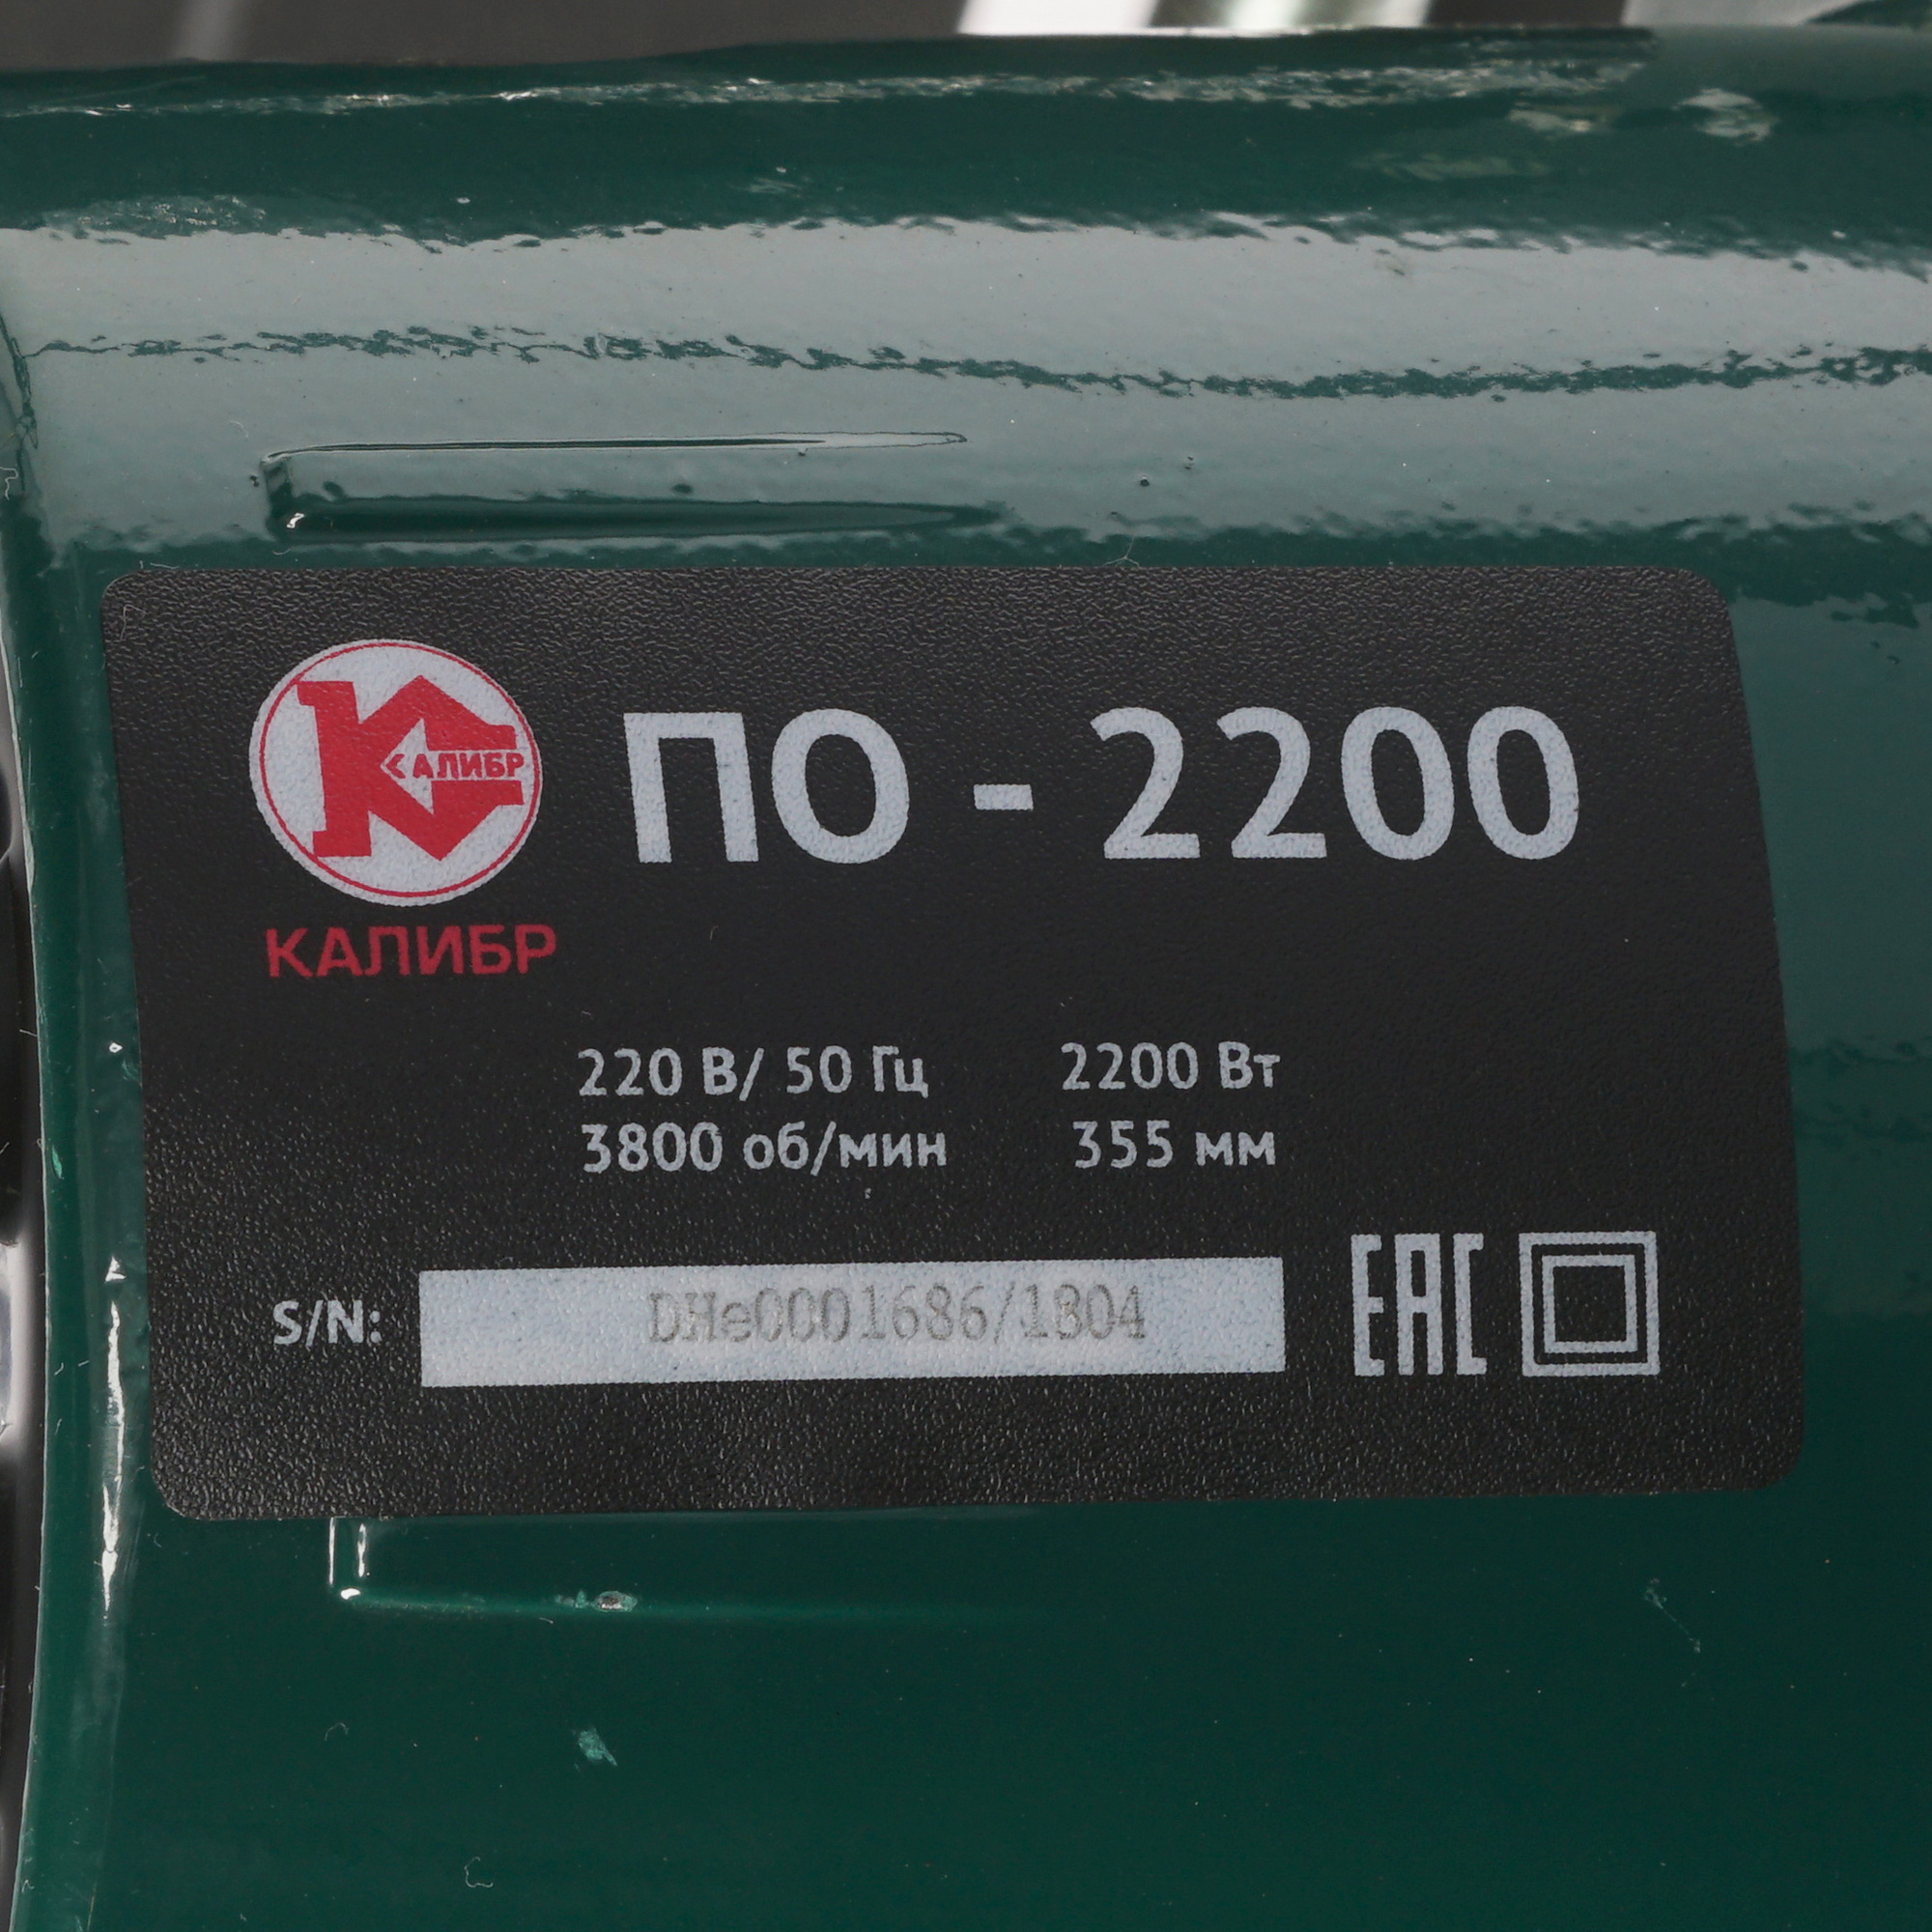 КАЛИБР
ПО - 2200
КАЛИБР
220 В/ 50 Гц 2200 Вт
3800 об/мин 355 мм
S/N: DHe0001686/1804 EAC